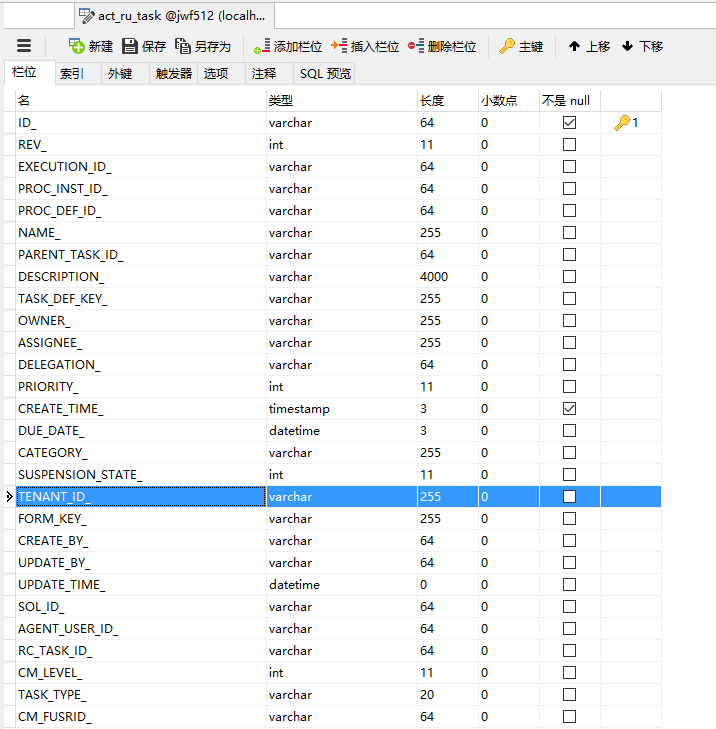 act_ru_task @jwf512 (localh...
新建 保存 另存为 添加栏位 插入栏位 删除栏位 主键 上移 下移
栏位 索引 外键 触发器 选项 注释 SQL 预览
名 类型 长度 小数点 不是 null
ID_ varchar 64 0 1
REV_ int 11 0
EXECUTION_ID_ varchar 64 0
PROC_INST_ID_ varchar 64 0
PROC_DEF_ID_ varchar 64 0
NAME_ varchar 255 0
PARENT_TASK_ID_ varchar 64 0
DESCRIPTION_ varchar 4000 0
TASK_DEF_KEY_ varchar 255 0
OWNER_ varchar 255 0
ASSIGNEE_ varchar 255 0
DELEGATION_ varchar 64 0
PRIORITY_ int 11 0
CREATE_TIME_ timestamp 3 0
DUE_DATE_ datetime 3 0
CATEGORY_ varchar 255 0
SUSPENSION_STATE_ int 11 0
TENANT_ID_ varchar 255 0
FORM_KEY_ varchar 255 0
CREATE_BY_ varchar 64 0
UPDATE_BY_ varchar 64 0
UPDATE_TIME_ datetime 0 0
SOL_ID_ varchar 64 0
AGENT_USER_ID_ varchar 64 0
RC_TASK_ID_ varchar 64 0
CM_LEVEL_ int 11 0
TASK_TYPE_ varchar 20 0
CM_FUSRID_ varchar 64 0